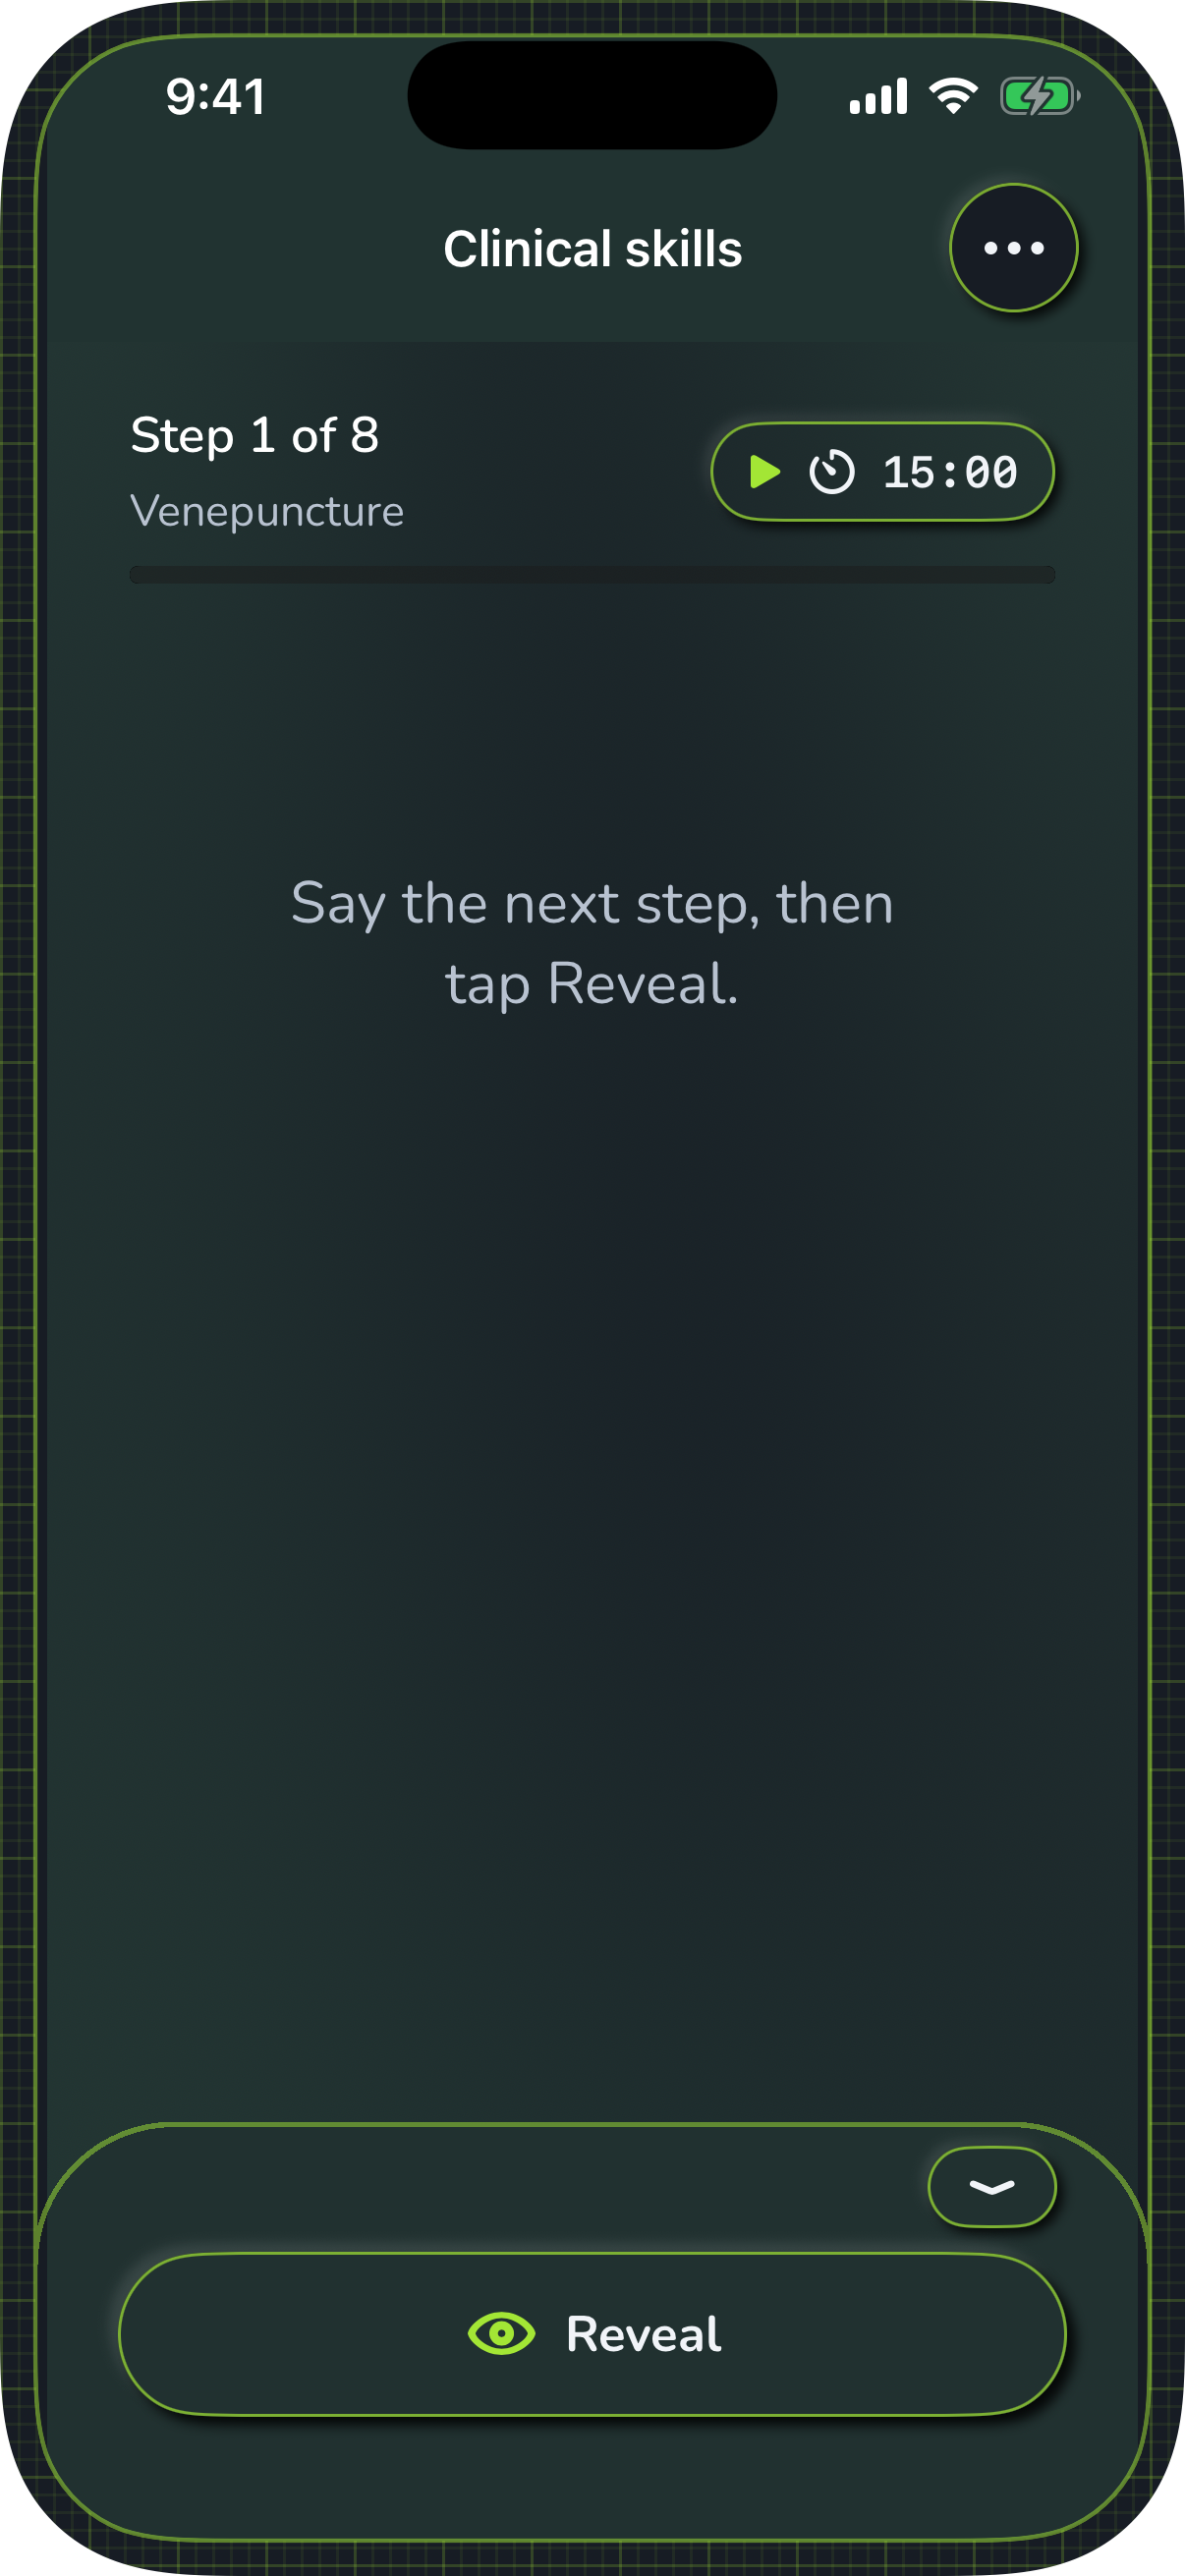 9:41
Clinical skills
Step 1 of 8
Venepuncture
15:00
Say the next step, then
tap Reveal.
Reveal